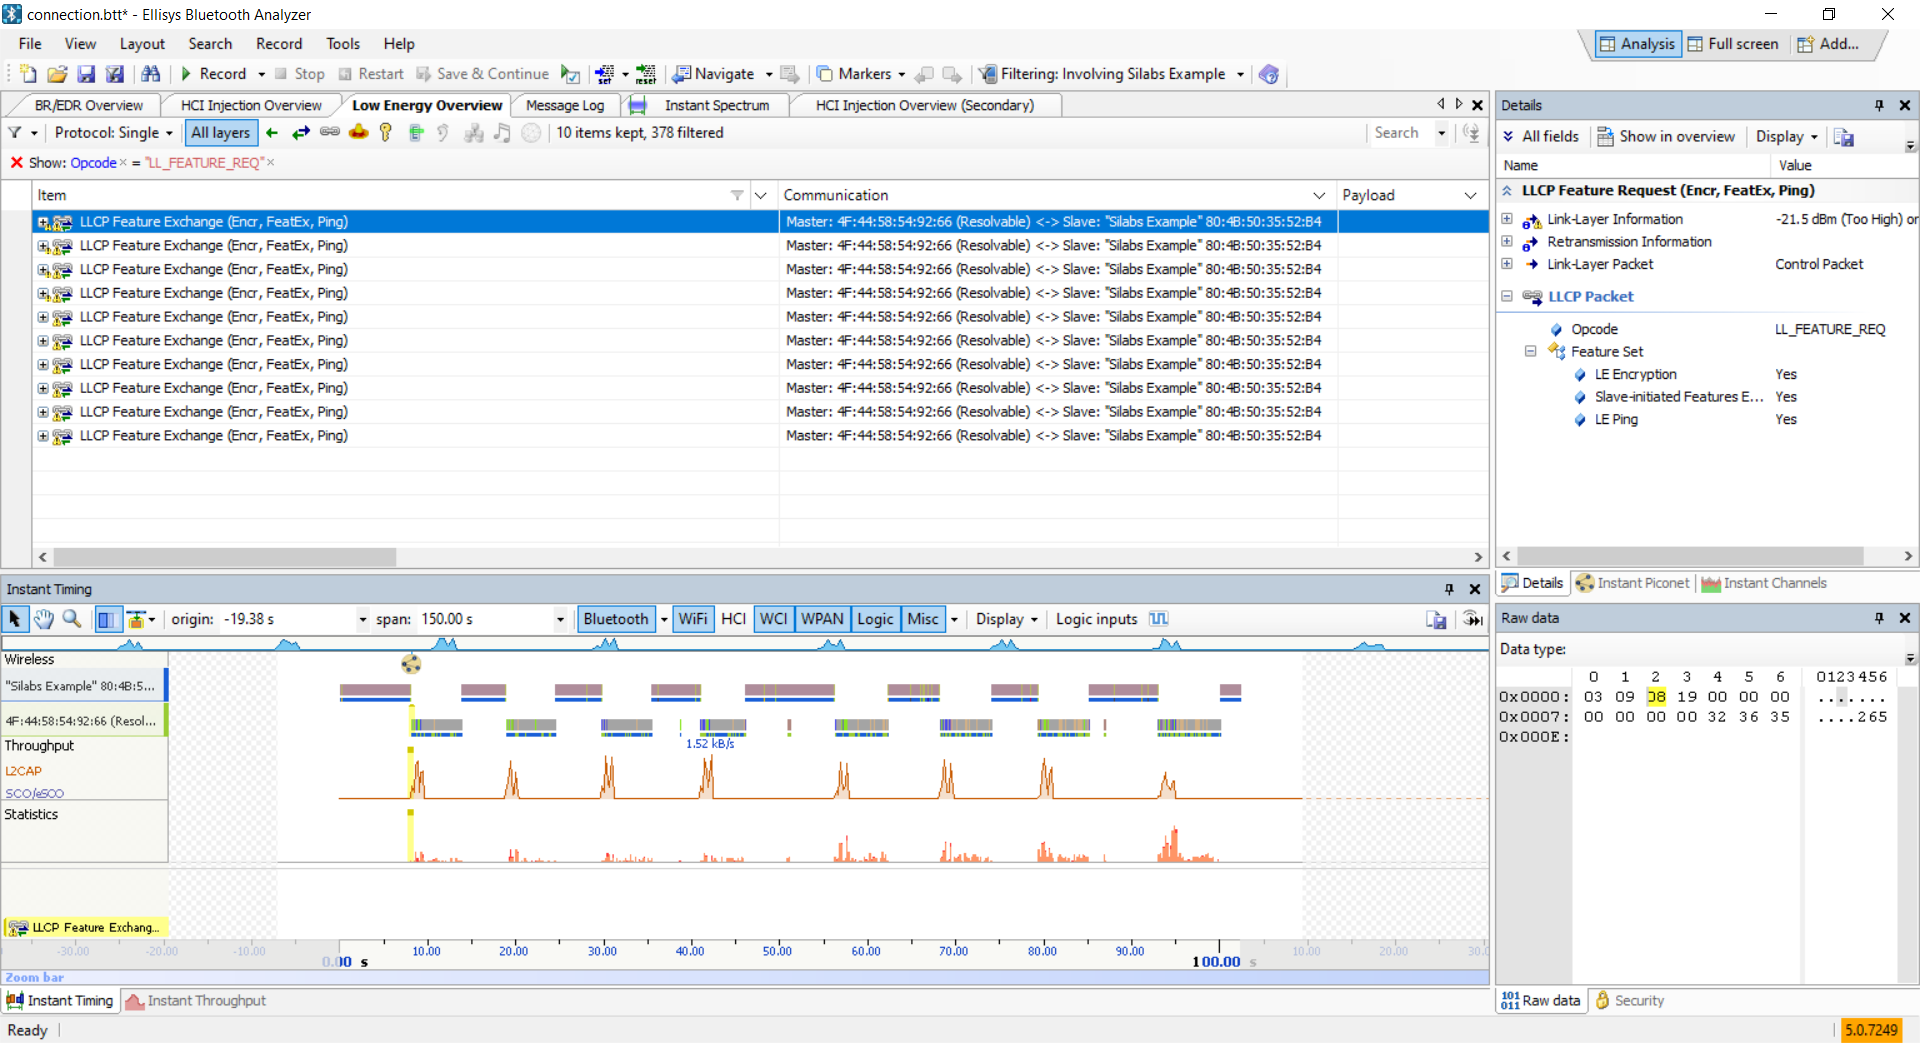 connection.btt* - Ellisys Bluetooth Analyzer
File View Layout Search Record Tools Help
Analysis Full screen Add...
Record Stop Restart Save & Continue set reset Navigate Markers Filtering: Involving Silabs Example
BR/EDR Overview HCI Injection Overview Low Energy Overview Message Log Instant Spectrum HCI Injection Overview (Secondary)
Protocol: Single All layers 10 items kept, 378 filtered Search
Show: Opcode × = "LL_FEATURE_REQ" ×
Item Communication Payload
LLCP Feature Exchange (Encr, FeatEx, Ping) Master: 4F:44:58:54:92:66 (Resolvable) <-> Slave: "Silabs Example" 80:4B:50:35:52:B4
LLCP Feature Exchange (Encr, FeatEx, Ping) Master: 4F:44:58:54:92:66 (Resolvable) <-> Slave: "Silabs Example" 80:4B:50:35:52:B4
LLCP Feature Exchange (Encr, FeatEx, Ping) Master: 4F:44:58:54:92:66 (Resolvable) <-> Slave: "Silabs Example" 80:4B:50:35:52:B4
LLCP Feature Exchange (Encr, FeatEx, Ping) Master: 4F:44:58:54:92:66 (Resolvable) <-> Slave: "Silabs Example" 80:4B:50:35:52:B4
LLCP Feature Exchange (Encr, FeatEx, Ping) Master: 4F:44:58:54:92:66 (Resolvable) <-> Slave: "Silabs Example" 80:4B:50:35:52:B4
LLCP Feature Exchange (Encr, FeatEx, Ping) Master: 4F:44:58:54:92:66 (Resolvable) <-> Slave: "Silabs Example" 80:4B:50:35:52:B4
LLCP Feature Exchange (Encr, FeatEx, Ping) Master: 4F:44:58:54:92:66 (Resolvable) <-> Slave: "Silabs Example" 80:4B:50:35:52:B4
LLCP Feature Exchange (Encr, FeatEx, Ping) Master: 4F:44:58:54:92:66 (Resolvable) <-> Slave: "Silabs Example" 80:4B:50:35:52:B4
LLCP Feature Exchange (Encr, FeatEx, Ping) Master: 4F:44:58:54:92:66 (Resolvable) <-> Slave: "Silabs Example" 80:4B:50:35:52:B4
LLCP Feature Exchange (Encr, FeatEx, Ping) Master: 4F:44:58:54:92:66 (Resolvable) <-> Slave: "Silabs Example" 80:4B:50:35:52:B4
Details
All fields Show in overview Display
Name Value
LLCP Feature Request (Encr, FeatEx, Ping)
Link-Layer Information -21.5 dBm (Too High) or
Retransmission Information
Link-Layer Packet Control Packet
LLCP Packet
Opcode LL_FEATURE_REQ
Feature Set
LE Encryption Yes
Slave-initiated Features E... Yes
LE Ping Yes
Details Instant Piconet Instant Channels
Instant Timing
origin: -19.38 s span: 150.00 s Bluetooth WiFi HCI WCI WPAN Logic Misc Display Logic inputs
Wireless
"Silabs Example" 80:4B:5...
4F:44:58:54:92:66 (Resol...
1.52 kB/s
Throughput
L2CAP
SCO/eSCO
Statistics
LLCP Feature Exchang...
-30.00 -20.00 -10.00 10.00 20.00 30.00 40.00 50.00 60.00 70.00 80.00 90.00 10.00 20.00 30.0
0.00 s 100.00 s
Zoom bar
Instant Timing Instant Throughput
Raw data
Data type:
0 1 2 3 4 5 6 0123456
0x0000: 03 09 08 19 00 00 00 .......
0x0007: 00 00 00 00 32 36 35 ....265
0x000E:
101 011 Raw data Security
Ready 5.0.7249